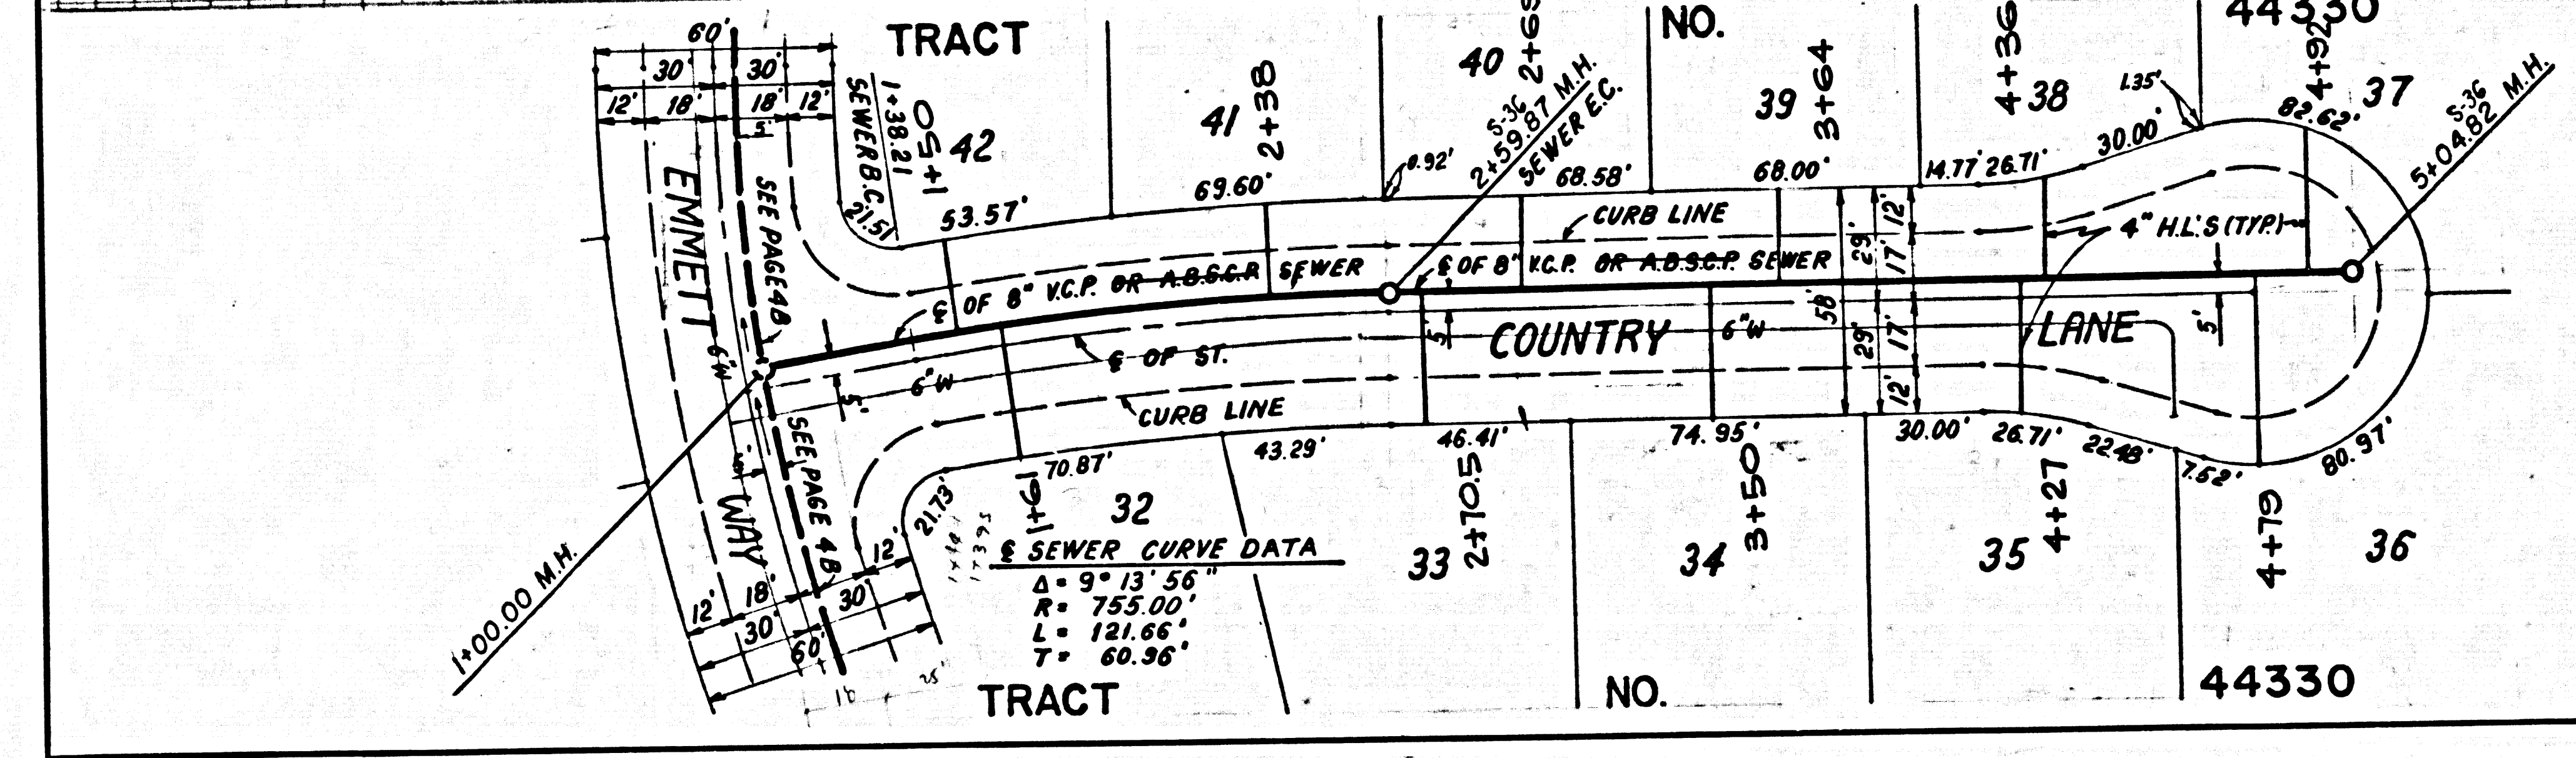 TRACT
NO.
44330
60'
30'
30'
12'
18'
18'
12'
5'
SEWER B.C.
1+38.21
1+50
42
41
2+38
40
S-36
2+59.87 M.H.
SEWER E.C.
39
3+64
4+36
38
1.35'
4+92
37
S-36
5+04.82 M.H.
21.51
53.57'
69.60'
0.92'
68.58'
68.00'
14.77'
26.71'
30.00'
82.62'
EMMETT
WAY
SEE PAGE 4B
SEE PAGE 4B
6"W
℄ OF 8" V.C.P. OR A.B.S.C.P. SEWER
℄ OF 8" V.C.P. OR A.B.S.C.P. SEWER
CURB LINE
4" H.L.'S (TYP.)
29'
12'
17'
58'
29'
17'
12'
5'
5'
5'
℄ OF ST.
6"W
COUNTRY
6"W
LANE
CURB LINE
21.73'
70.87'
43.29'
46.41'
74.95'
30.00'
26.71'
22.48'
7.52'
80.97'
1+00.00 M.H.
12'
18'
30'
60'
30'
12'
1+61
32
33
2+70.5
34
3+50
35
4+27
4+79
36
℄ SEWER CURVE DATA
Δ = 9° 13' 56"
R = 755.00'
L = 121.66'
T = 60.96'
18
25'
TRACT
NO.
44330